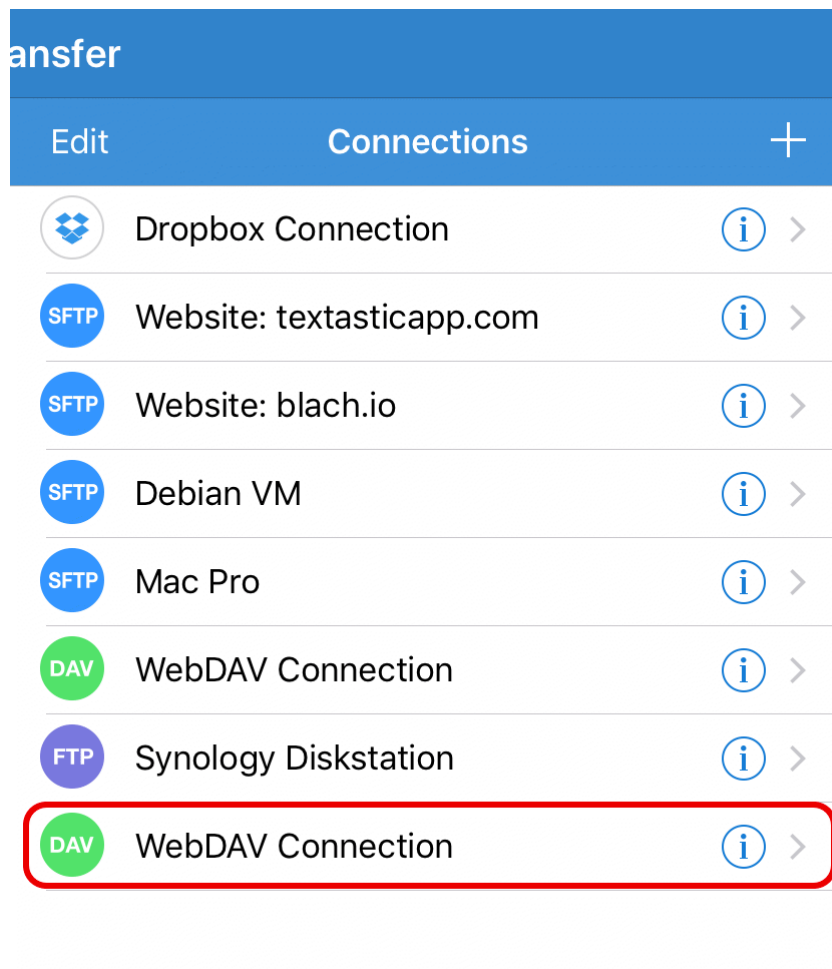 ansfer
Edit Connections
Dropbox Connection i
SFTP Website: textasticapp.com i
SFTP Website: blach.io i
SFTP Debian VM i
SFTP Mac Pro i
DAV WebDAV Connection i
FTP Synology Diskstation i
DAV WebDAV Connection i